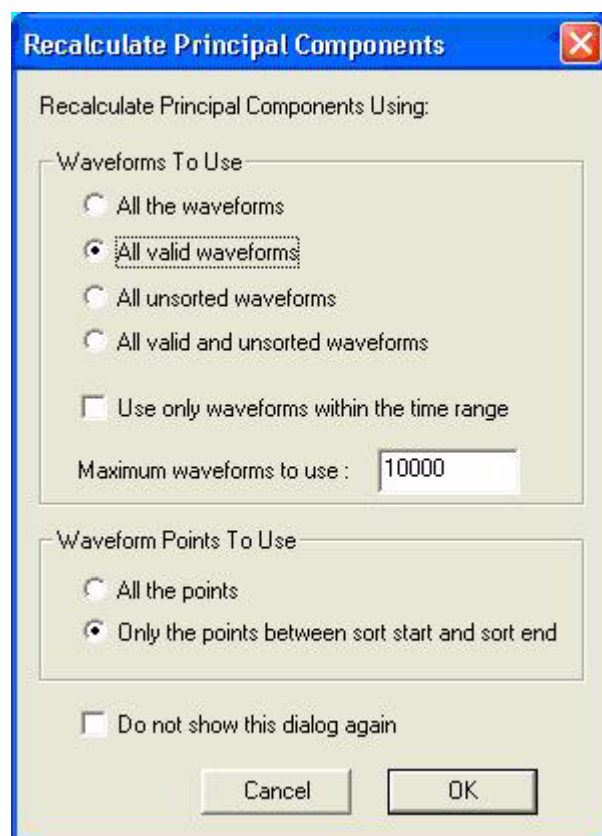 Recalculate Principal Components
Recalculate Principal Components Using:
Waveforms To Use
All the waveforms
All valid waveforms
All unsorted waveforms
All valid and unsorted waveforms
Use only waveforms within the time range
Maximum waveforms to use : 10000
Waveform Points To Use
All the points
Only the points between sort start and sort end
Do not show this dialog again
Cancel OK